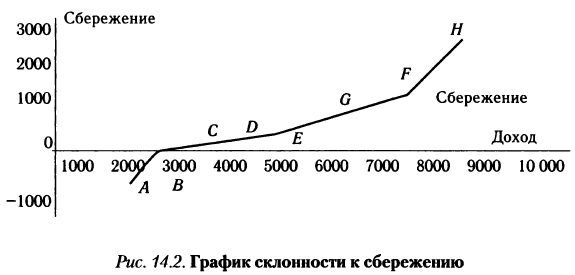 Сбережение
3000
2000
1000
0
-1000
H
F
G
Сбережение
C
D
E
Доход
A
B
1000 2000 3000 4000 5000 6000 7000 8000 9000 10 000
Рис. 14.2. График склонности к сбережению